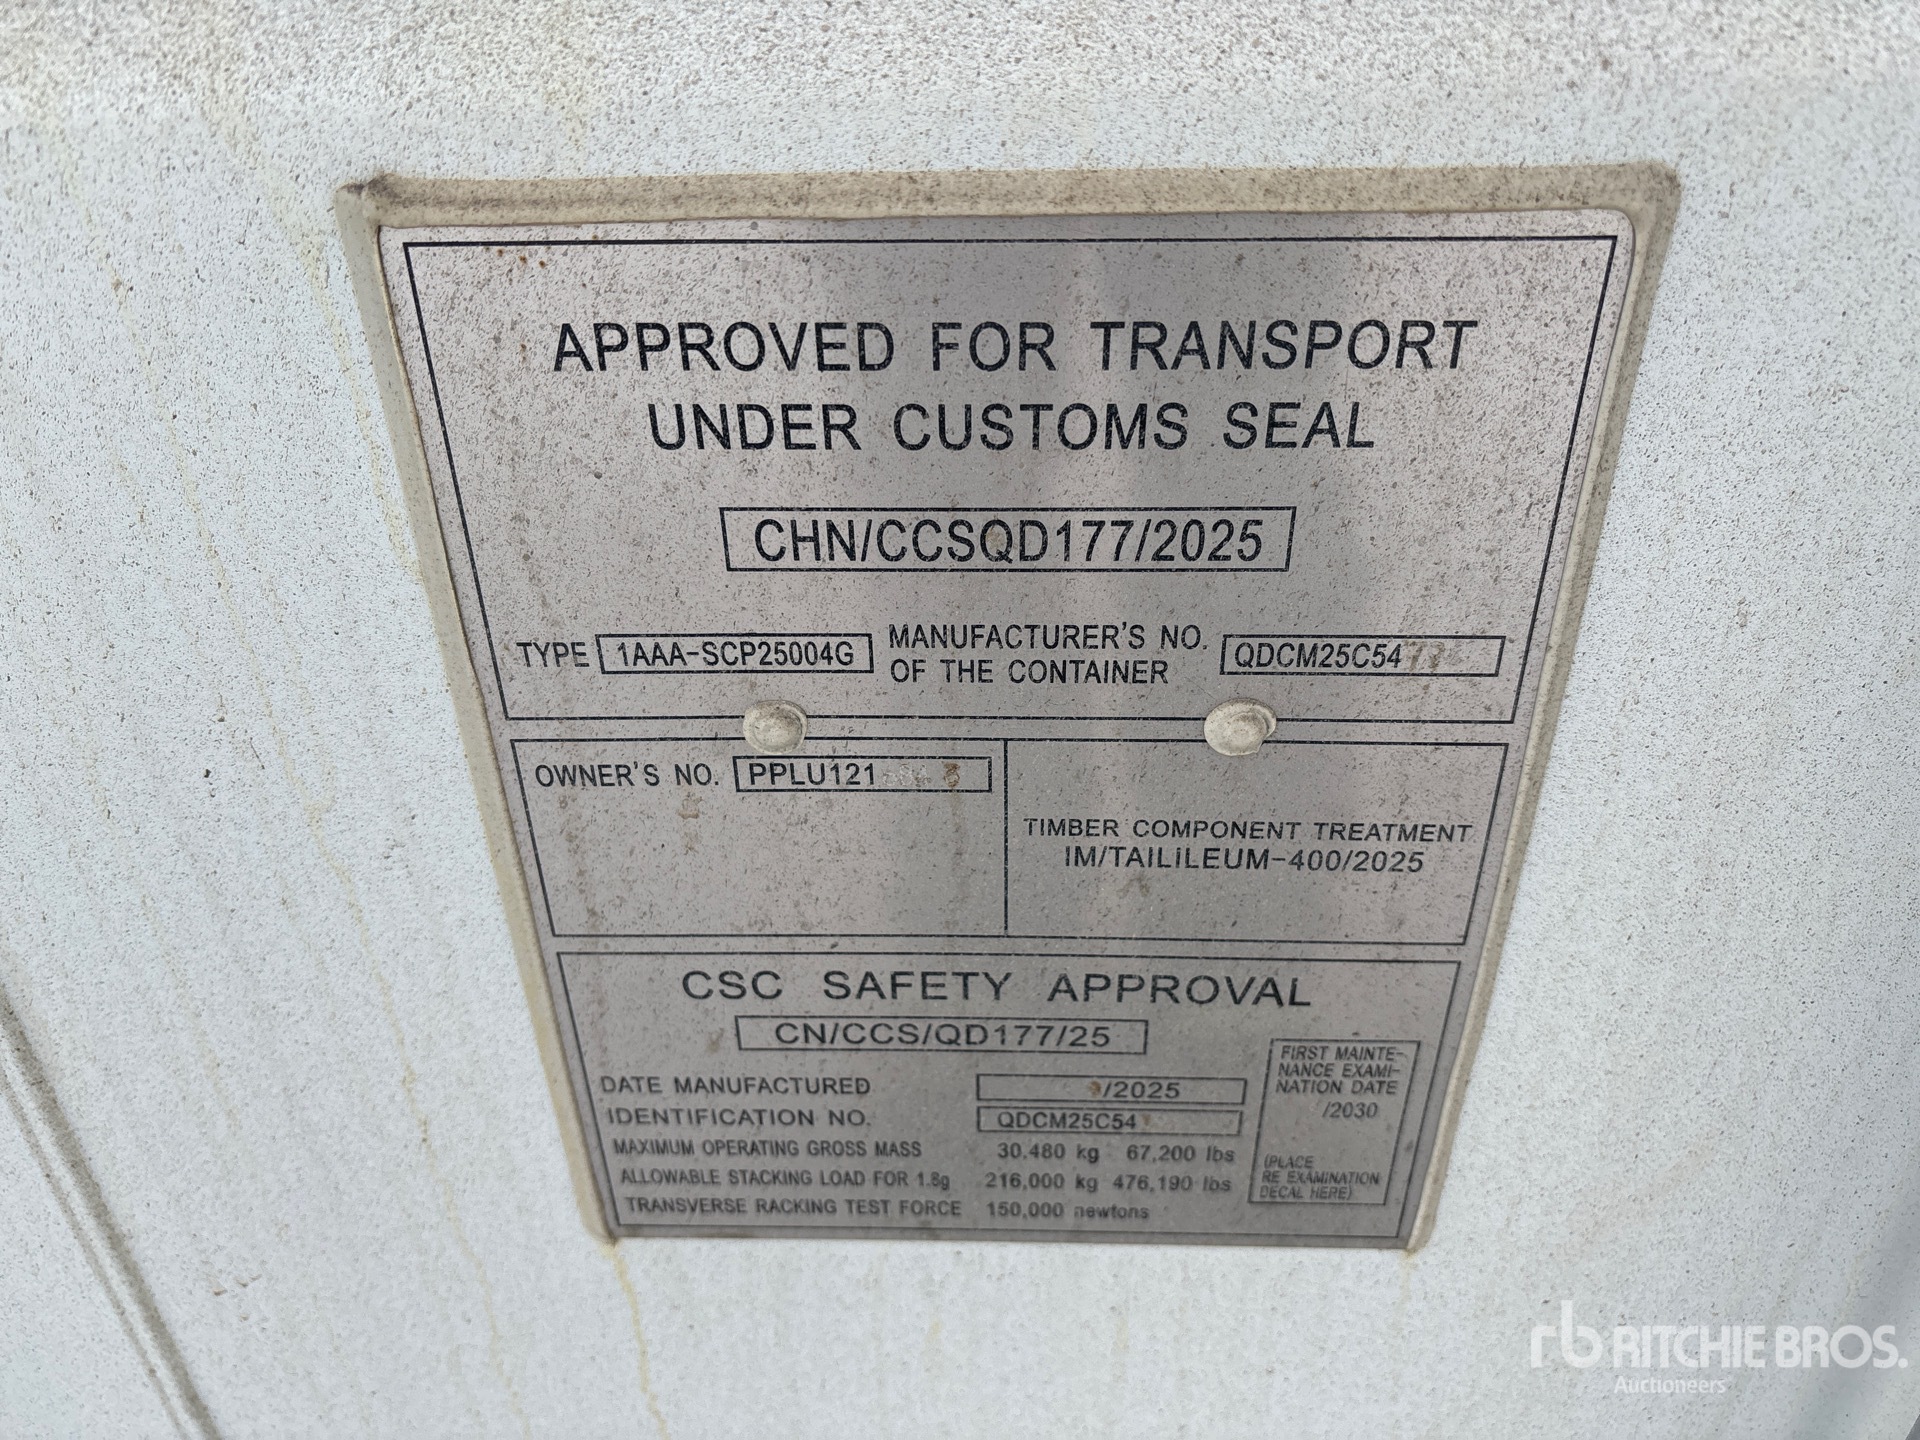 APPROVED FOR TRANSPORT
UNDER CUSTOMS SEAL
CHN/CCSQD177/2025
TYPE 1AAA-SCP25004G
MANUFACTURER'S NO.
OF THE CONTAINER
QDCM25C54
OWNER'S NO. PPLU121
TIMBER COMPONENT TREATMENT
IM/TAILILEUM-400/2025
CSC SAFETY APPROVAL
CN/CCS/QD177/25
DATE MANUFACTURED /2025
IDENTIFICATION NO. QDCM25C54
MAXIMUM OPERATING GROSS MASS 30,480 kg 67,200 lbs
ALLOWABLE STACKING LOAD FOR 1.8g 216,000 kg 476,190 lbs
TRANSVERSE RACKING TEST FORCE 150,000 newtons
FIRST MAINTE-
NANCE EXAMI-
NATION DATE
/2030
(PLACE
RE EXAMINATION
DECAL HERE)
rb RITCHIE BROS.
Auctioneers